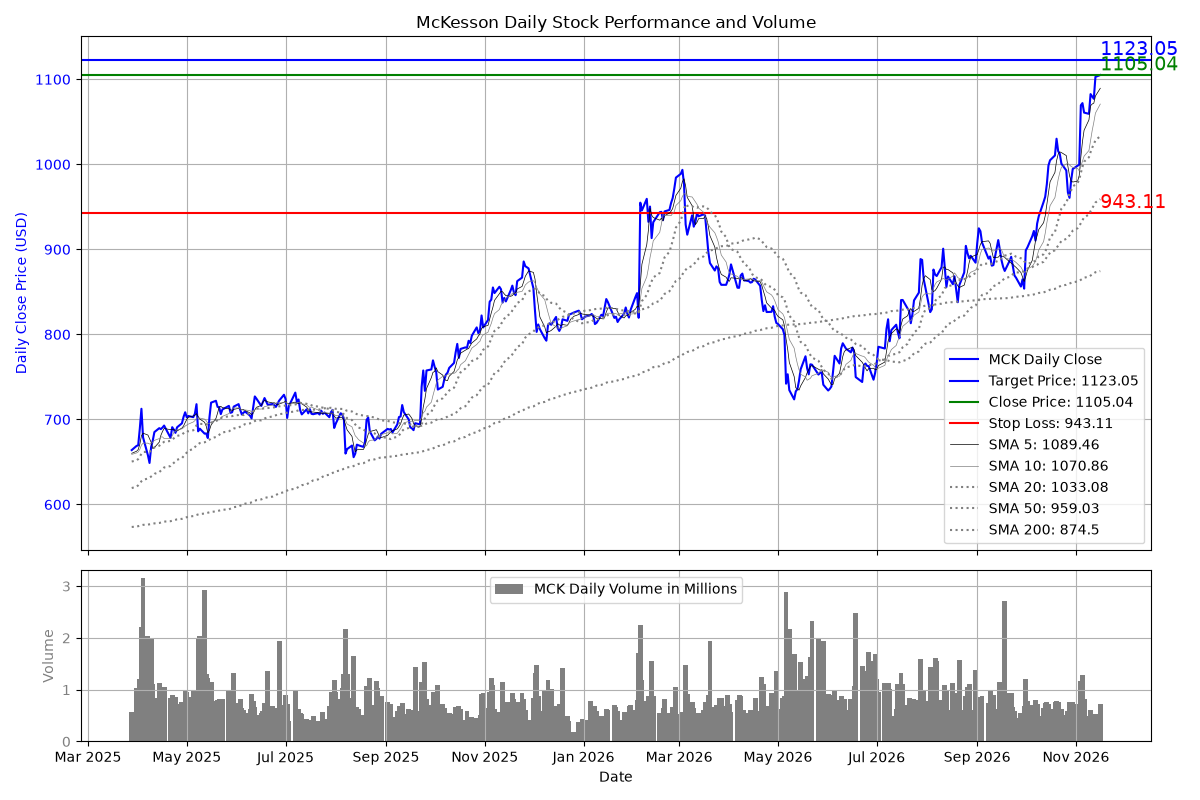 McKesson Daily Stock Performance and Volume
1123.05
1105.04
943.11
Daily Close Price (USD)
1100
1000
900
800
700
600
MCK Daily Close
Target Price: 1123.05
Close Price: 1105.04
Stop Loss: 943.11
SMA 5: 1089.46
SMA 10: 1070.86
SMA 20: 1033.08
SMA 50: 959.03
SMA 200: 874.5
MCK Daily Volume in Millions
Volume
3
2
1
0
Mar 2025 May 2025 Jul 2025 Sep 2025 Nov 2025 Jan 2026 Mar 2026 May 2026 Jul 2026 Sep 2026 Nov 2026
Date